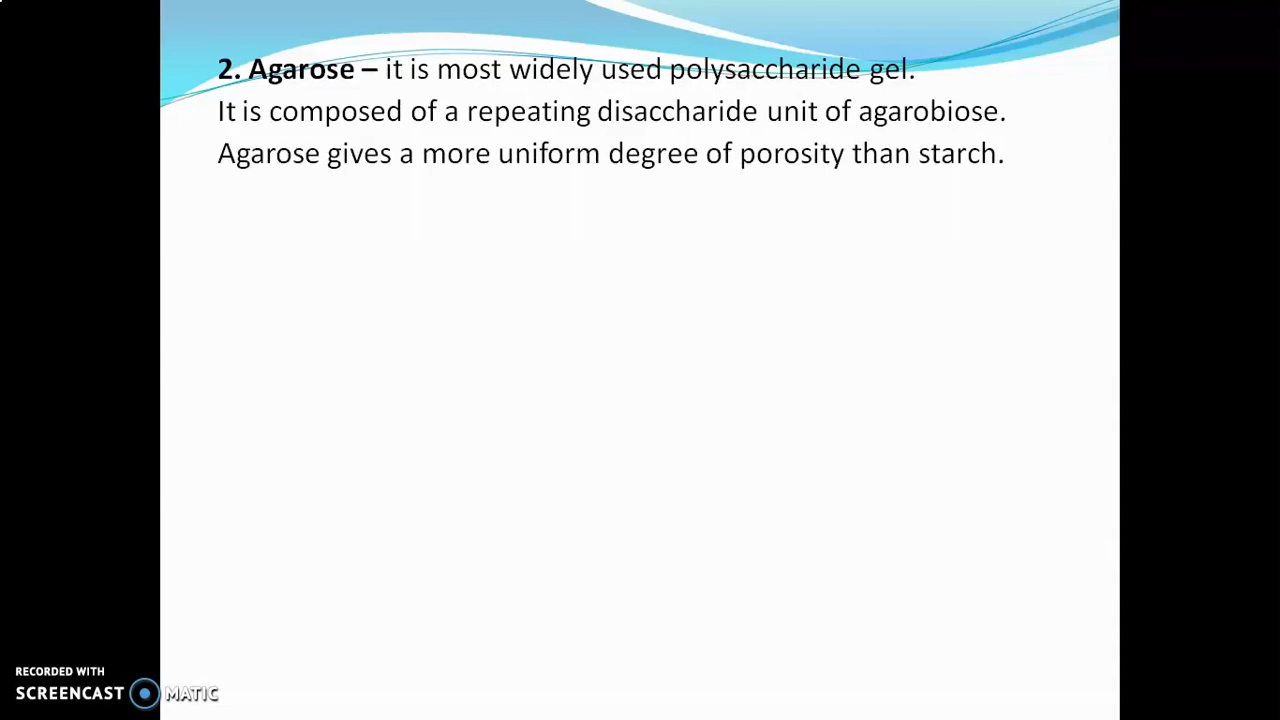 2. Agarose – it is most widely used polysaccharide gel.
It is composed of a repeating disaccharide unit of agarobiose.
Agarose gives a more uniform degree of porosity than starch.
RECORDED WITH
SCREENCAST MATIC